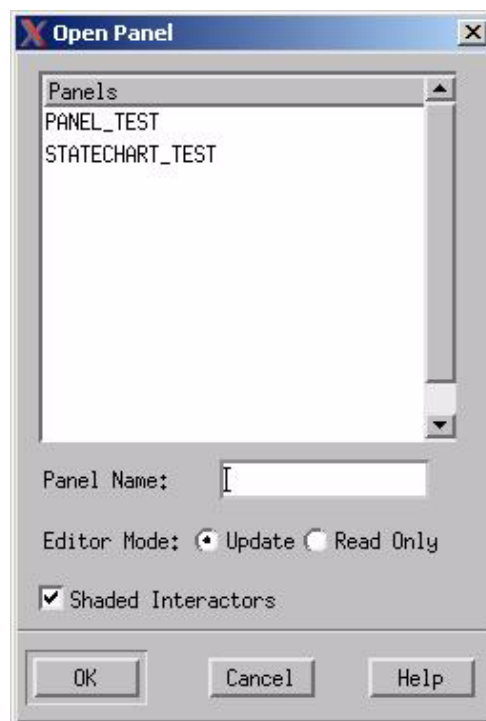 Open Panel
Panels
PANEL_TEST
STATECHART_TEST
Panel Name:
Editor Mode: Update Read Only
Shaded Interactors
OK Cancel Help